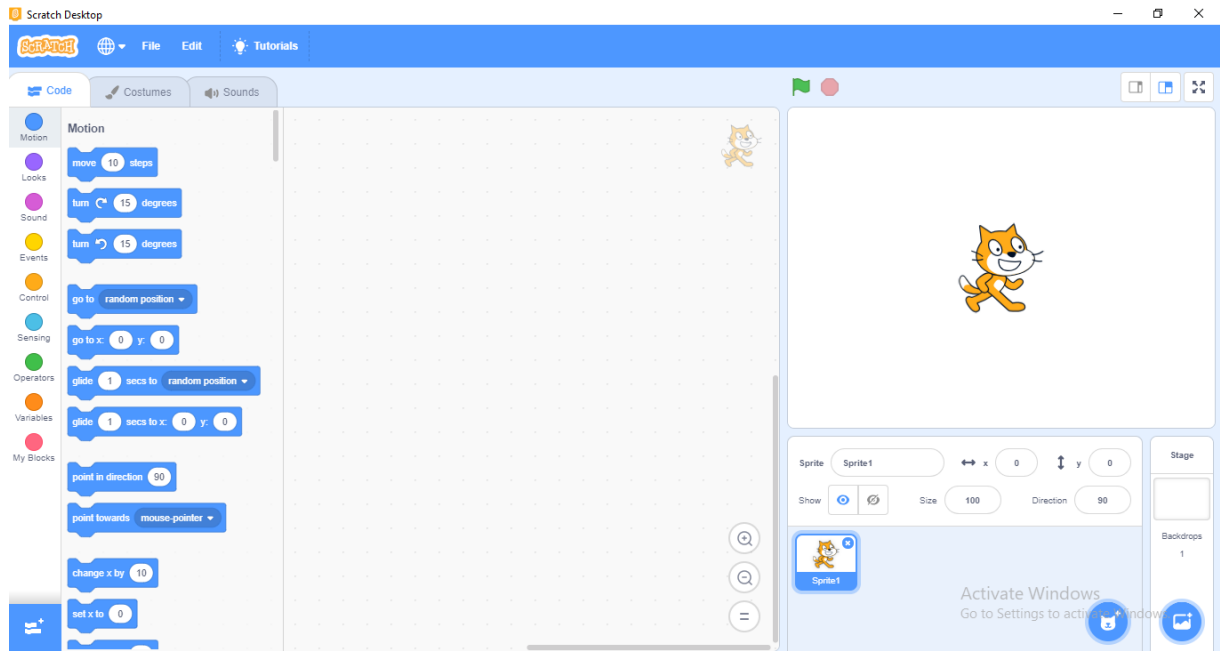 Scratch Desktop
SCRATCH File Edit Tutorials
Code Costumes Sounds
Motion
Looks
Sound
Events
Control
Sensing
Operators
Variables
My Blocks
Motion
move 10 steps
turn 15 degrees
turn 15 degrees
go to random position
go to x: 0 y: 0
glide 1 secs to random position
glide 1 secs to x: 0 y: 0
point in direction 90
point towards mouse-pointer
change x by 10
set x to 0
Sprite Sprite1 x 0 y 0
Show Size 100 Direction 90
Sprite1
Stage
Backdrops
1
Activate Windows
Go to Settings to activate Windows